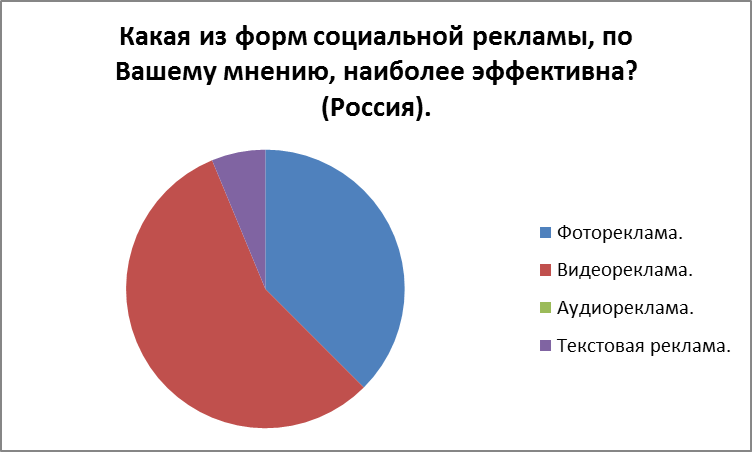 Какая из форм социальной рекламы, по
Вашему мнению, наиболее эффективна?
(Россия).
Фотореклама.
Видеореклама.
Аудиореклама.
Текстовая реклама.